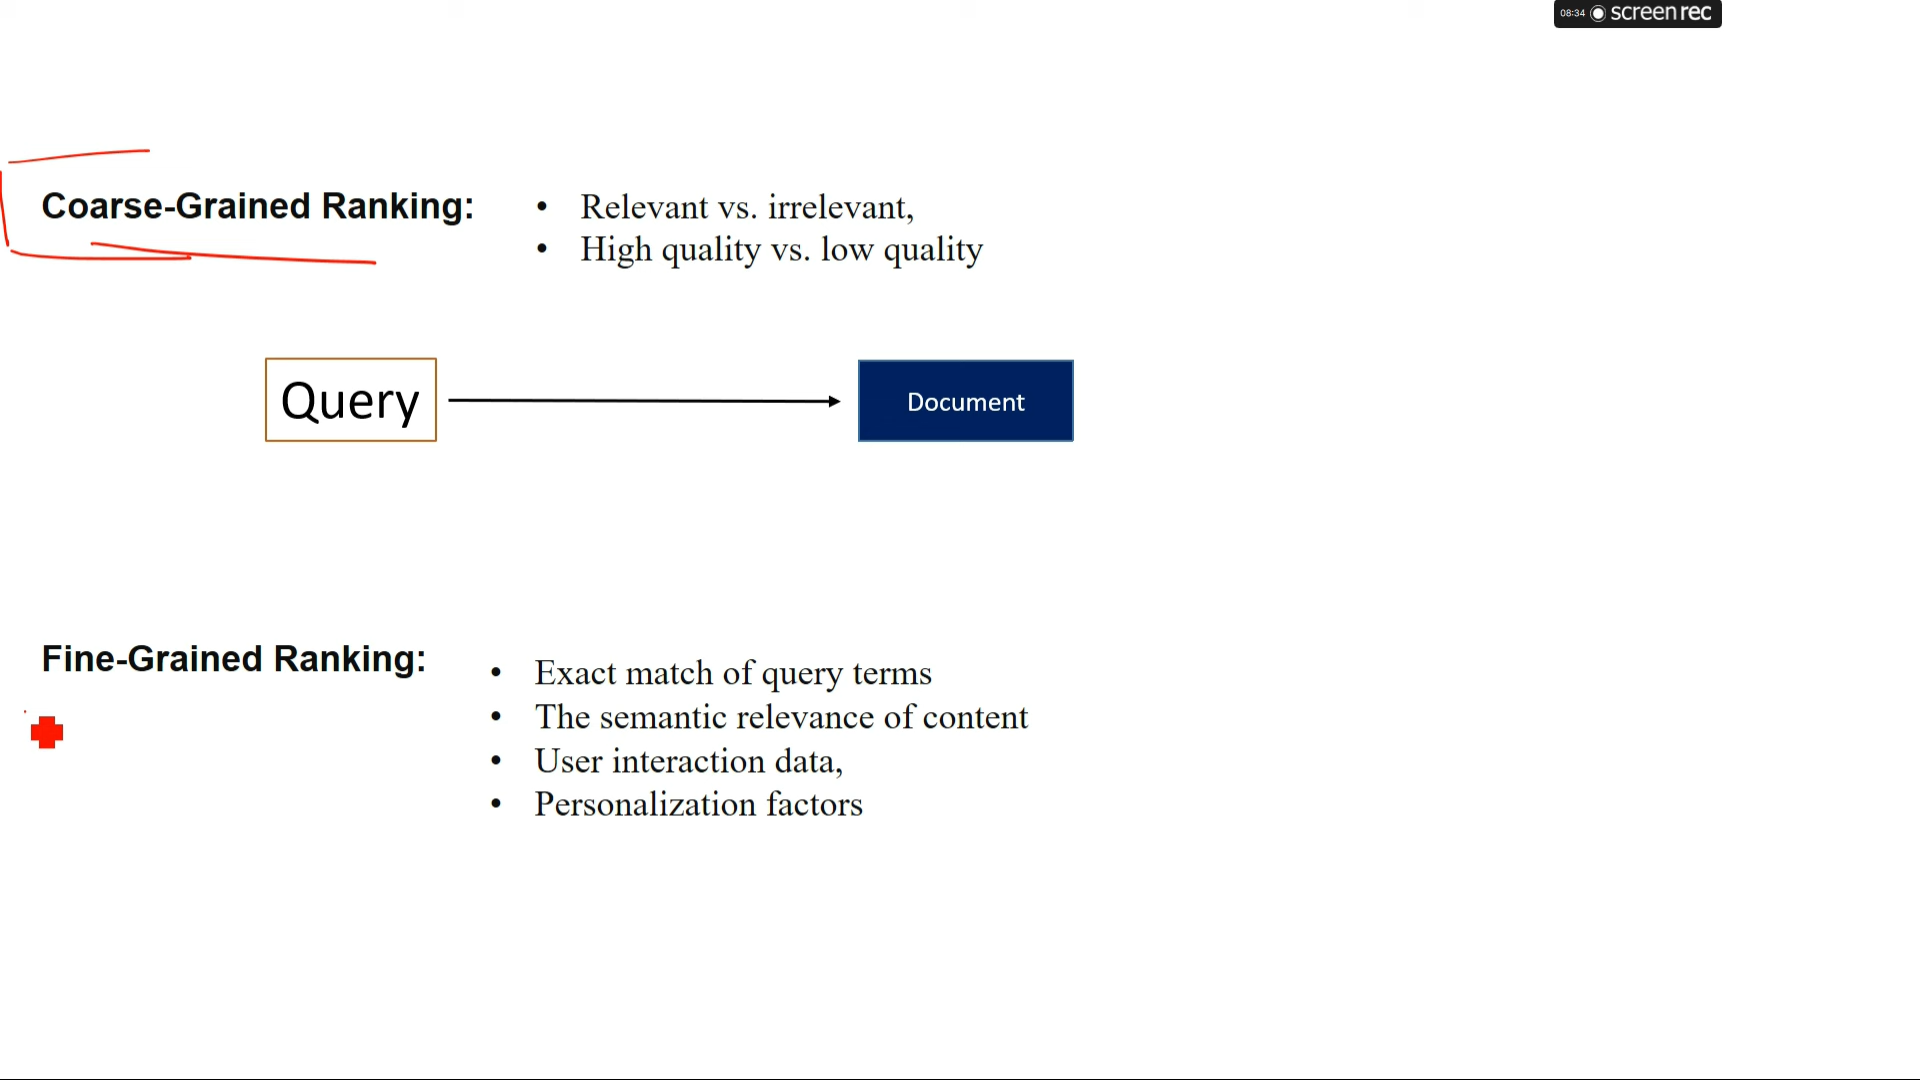 08:34 screenrec
Coarse-Grained Ranking:
• Relevant vs. irrelevant,
• High quality vs. low quality
Query
Document
Fine-Grained Ranking:
• Exact match of query terms
• The semantic relevance of content
• User interaction data,
• Personalization factors